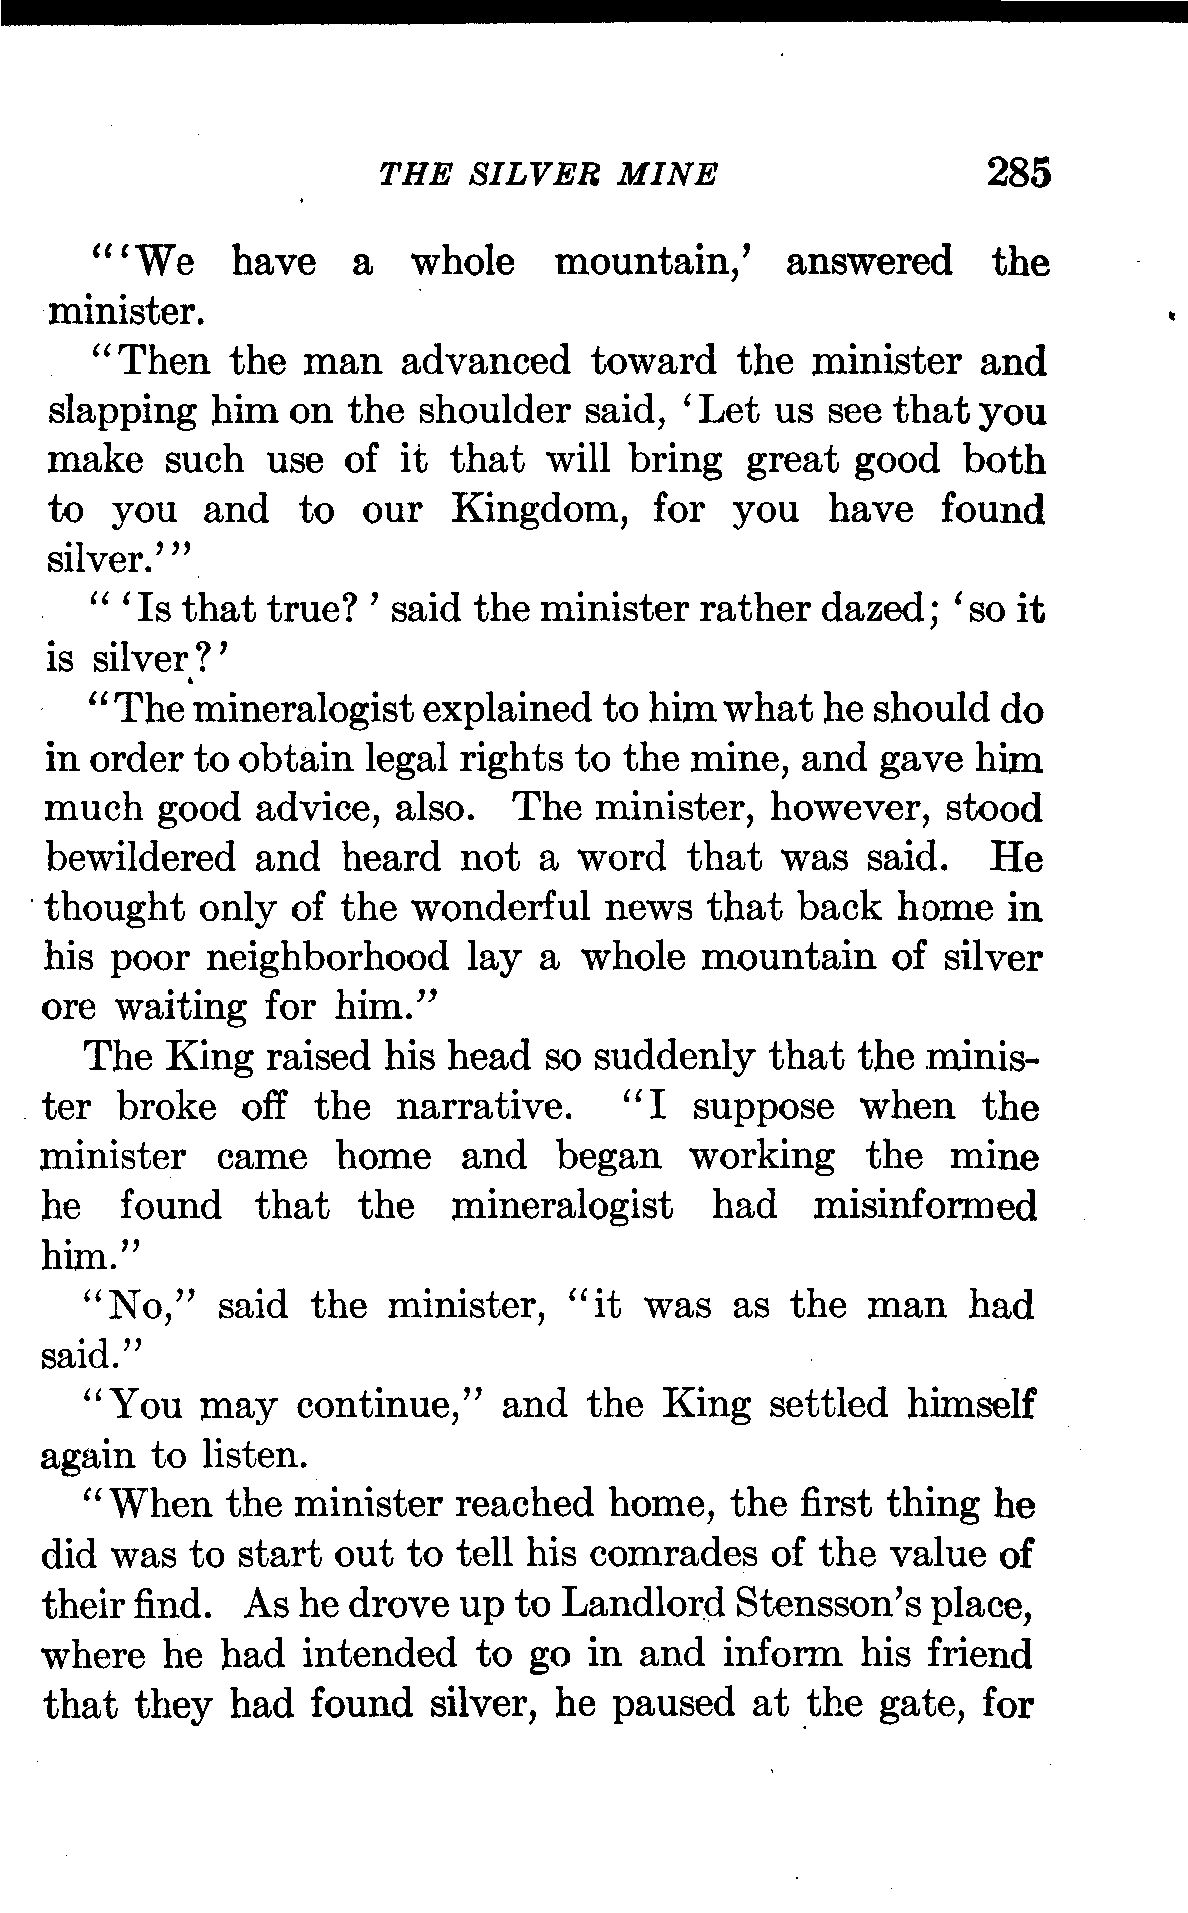 THE SILVER MINE 285
"'We have a whole mountain,' answered the
minister.
"Then the man advanced toward the minister and
slapping him on the shoulder said, 'Let us see that you
make such use of it that will bring great good both
to you and to our Kingdom, for you have found
silver.'"
"'Is that true?' said the minister rather dazed; 'so it
is silver?'
"The mineralogist explained to him what he should do
in order to obtain legal rights to the mine, and gave him
much good advice, also. The minister, however, stood
bewildered and heard not a word that was said. He
thought only of the wonderful news that back home in
his poor neighborhood lay a whole mountain of silver
ore waiting for him."
The King raised his head so suddenly that the minis-
ter broke off the narrative. "I suppose when the
minister came home and began working the mine
he found that the mineralogist had misinformed
him."
"No," said the minister, "it was as the man had
said."
"You may continue," and the King settled himself
again to listen.
"When the minister reached home, the first thing he
did was to start out to tell his comrades of the value of
their find. As he drove up to Landlord Stensson's place,
where he had intended to go in and inform his friend
that they had found silver, he paused at the gate, for